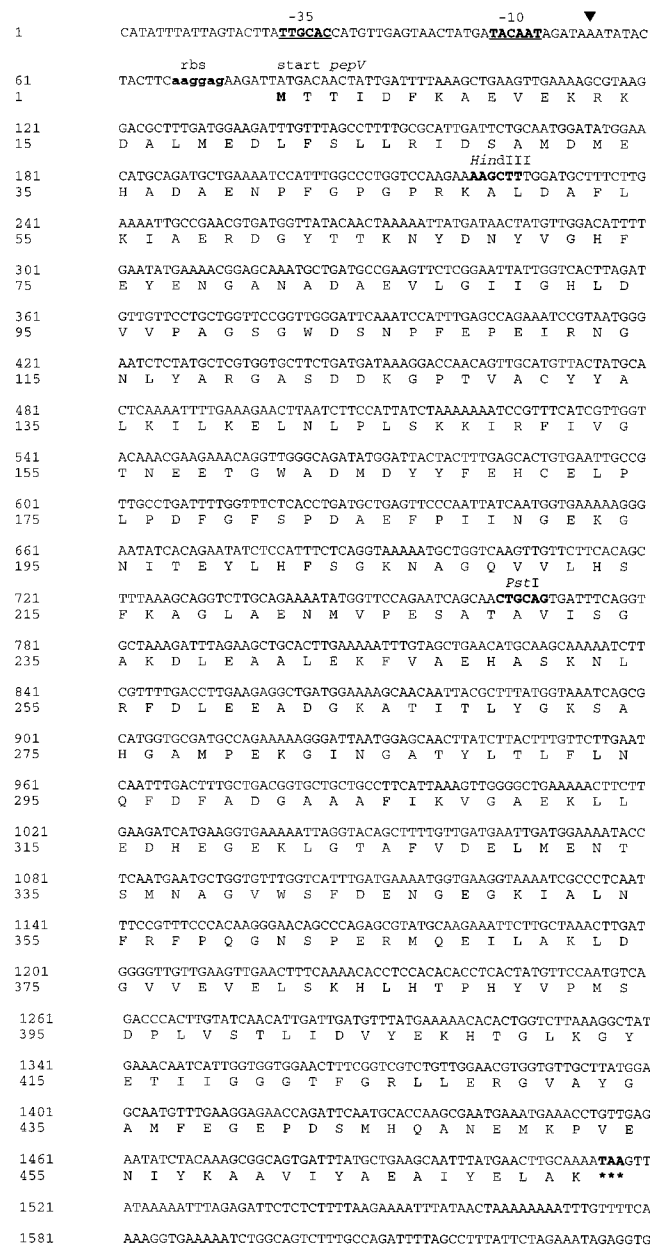 -35 -10 ▼
1 CATATTTATTAGTACTTATTGCACCATGTTGAGTAACTATGATACAATAGATAAATATAC
rbs start pepV
61 TACTTCaaggagAAGATTATGACAACTATTGATTTTAAAGCTGAAGTTGAAAAGCGTAAG
1 M T T I D F K A E V E K R K
121 GACGCTTTGATGGAAGATTTGTTTAGCCTTTTGCGCATTGATTCTGCAATGGATATGGAA
15 D A L M E D L F S L L R I D S A M D M E
HindIII
181 CATGCAGATGCTGAAAATCCATTTGGCCCTGGTCCAAGAAAAGCTTTGGATGCTTTCTTG
35 H A D A E N P F G P G P R K A L D A F L
241 AAAATTGCCGAACGTGATGGTTATACAACTAAAAATTATGATAACTATGTTGGACATTTT
55 K I A E R D G Y T T K N Y D N Y V G H F
301 GAATATGAAAACGGAGCAAATGCTGATGCCGAAGTTCTCGGAATTATTGGTCACTTAGAT
75 E Y E N G A N A D A E V L G I I G H L D
361 GTTGTTCCTGCTGGTTCCGGTTGGGATTCAAATCCATTTGAGCCAGAAATCCGTAATGGG
95 V V P A G S G W D S N P F E P E I R N G
421 AATCTCTATGCTCGTGGTGCTTCTGATGATAAAGGACCAACAGTTGCATGTTACTATGCA
115 N L Y A R G A S D D K G P T V A C Y Y A
481 CTCAAAATTTTGAAAGAACTTAATCTTCCATTATCTAAAAAAATCCGTTTCATCGTTGGT
135 L K I L K E L N L P L S K K I R F I V G
541 ACAAACGAAGAAACAGGTTGGGCAGATATGGATTACTACTTTGAGCACTGTGAATTGCCG
155 T N E E T G W A D M D Y Y F E H C E L P
601 TTGCCTGATTTTGGTTTCTCACCTGATGCTGAGTTCCCAATTATCAATGGTGAAAAAGGG
175 L P D F G F S P D A E F P I I N G E K G
661 AATATCACAGAATATCTCCATTTCTCAGGTAAAAATGCTGGTCAAGTTGTTCTTCACAGC
195 N I T E Y L H F S G K N A G Q V V L H S
PstI
721 TTTAAAGCAGGTCTTGCAGAAAATATGGTTCCAGAATCAGCAACTGCAGTGATTTCAGGT
215 F K A G L A E N M V P E S A T A V I S G
781 GCTAAAGATTTAGAAGCTGCACTTGAAAAATTTGTAGCTGAACATGCAAGCAAAAATCTT
235 A K D L E A A L E K F V A E H A S K N L
841 CGTTTTGACCTTGAAGAGGCTGATGGAAAAGCAACAATTACGCTTTATGGTAAATCAGCG
255 R F D L E E A D G K A T I T L Y G K S A
901 CATGGTGCGATGCCAGAAAAAGGGATTAATGGAGCAACTTATCTTACTTTGTTCTTGAAT
275 H G A M P E K G I N G A T Y L T L F L N
961 CAATTTGACTTTGCTGACGGTGCTGCTGCCTTCATTAAAGTTGGGGCTGAAAAACTTCTT
295 Q F D F A D G A A A F I K V G A E K L L
1021 GAAGATCATGAAGGTGAAAAATTAGGTACAGCTTTTGTTGATGAATTGATGGAAAATACC
315 E D H E G E K L G T A F V D E L M E N T
1081 TCAATGAATGCTGGTGTTTGGTCATTTGATGAAAATGGTGAAGGTAAAATCGCCCTCAAT
335 S M N A G V W S F D E N G E G K I A L N
1141 TTCCGTTTCCCACAAGGGAACAGCCCAGAGCGTATGCAAGAAATTCTTGCTAAACTTGAT
355 F R F P Q G N S P E R M Q E I L A K L D
1201 GGGGTTGTTGAAGTTGAACTTTCAAAACACCTCCACACACCTCACTATGTTCCAATGTCA
375 G V V E V E L S K H L H T P H Y V P M S
1261 GACCCACTTGTATCAACATTGATTGATGTTTATGAAAAACACACTGGTCTTAAAGGCTAT
395 D P L V S T L I D V Y E K H T G L K G Y
1341 GAAACAATCATTGGTGGTGGAACTTTCGGTCGTCTGTTGGAACGTGGTGTTGCTTATGGA
415 E T I I G G G T F G R L L E R G V A Y G
1401 GCAATGTTTGAAGGAGAACCAGATTCAATGCACCAAGCGAATGAAATGAAACCTGTTGAG
435 A M F E G E P D S M H Q A N E M K P V E
1461 AATATCTACAAAGCGGCAGTGATTTATGCTGAAGCAATTTATGAACTTGCAAAATAAGTT
455 N I Y K A A V I Y A E A I Y E L A K ***
1521 ATAAAAATTTAGAGATTCTCTCTTTTAAGAAAATTTATAACTAAAAAAAATTTGTTTTCA
1581 AAAGGTGAAAAATCTGGCAGTCTTTGCCAGATTTTAGCCTTTATTCTAGAAATAGAGGTG